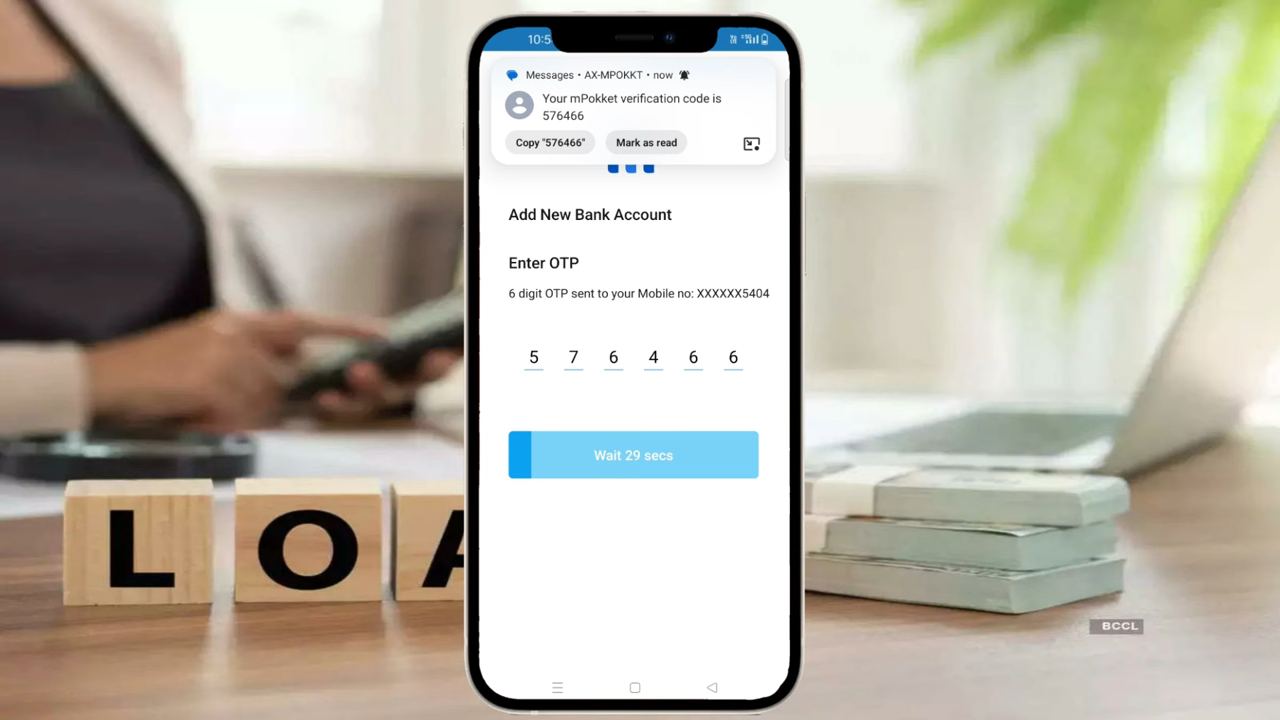 10:5
Messages • AX-MPOKKT • now
Your mPokket verification code is
576466
Copy "576466"
Mark as read
Add New Bank Account
Enter OTP
6 digit OTP sent to your Mobile no: XXXXXX5404
5 7 6 4 6 6
Wait 29 secs
LOA
BCCL